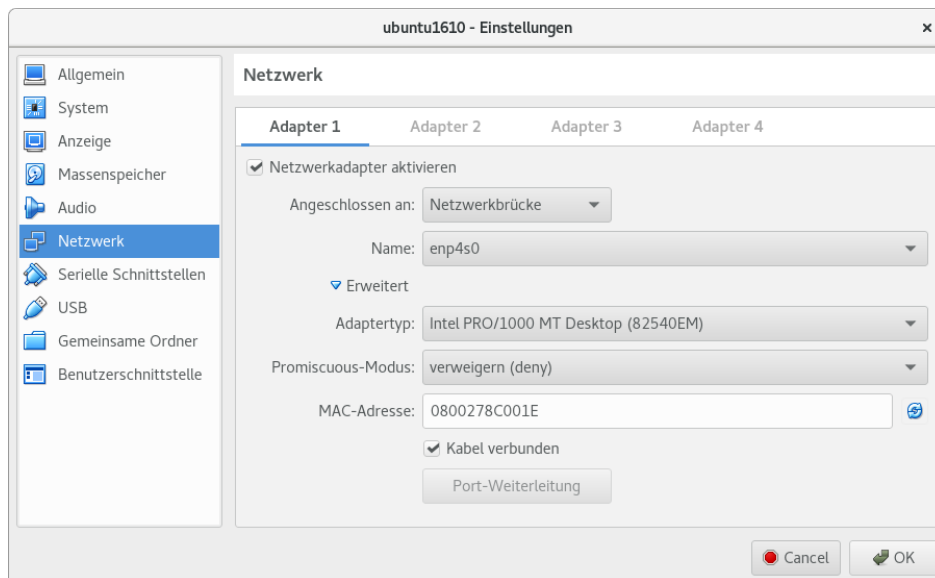 ubuntu1610 - Einstellungen
Allgemein
System
Anzeige
Massenspeicher
Audio
Netzwerk
Serielle Schnittstellen
USB
Gemeinsame Ordner
Benutzerschnittstelle
Netzwerk
Adapter 1 Adapter 2 Adapter 3 Adapter 4
Netzwerkadapter aktivieren
Angeschlossen an: Netzwerkbrücke
Name: enp4s0
Erweitert
Adaptertyp: Intel PRO/1000 MT Desktop (82540EM)
Promiscuous-Modus: verweigern (deny)
MAC-Adresse: 0800278C001E
Kabel verbunden
Port-Weiterleitung
Cancel OK